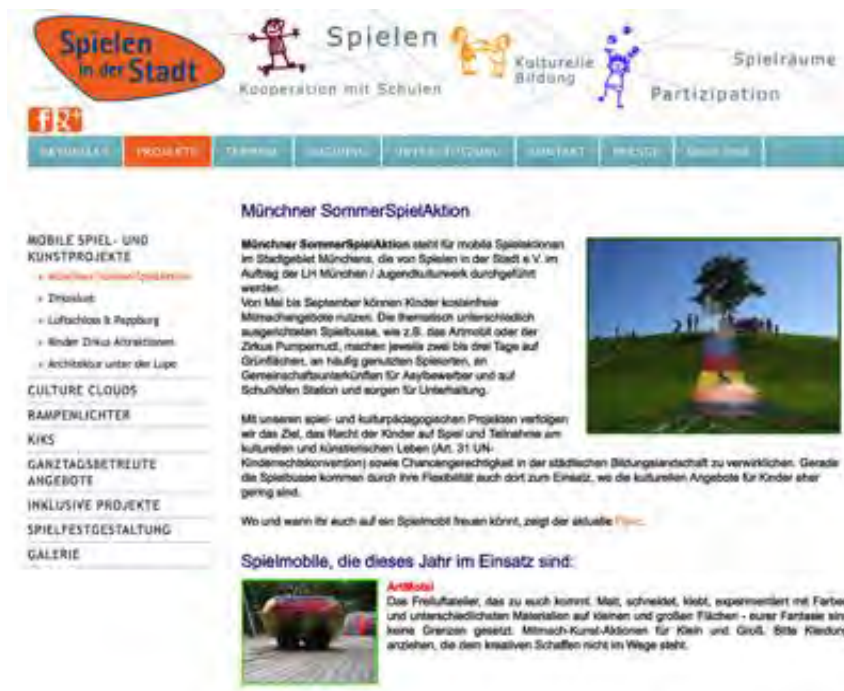 Spielen
in der Stadt
Spielen
Kooperation mit Schulen
Kulturelle
Bildung
Spielräume
Partizipation
AKTUELLES PROJEKTE TERMINE UNTERSTÜTZUNG KONTAKT PRESSE
Münchner SommerSpielAktion
MOBILE SPIEL- UND
KUNSTPROJEKTE
» Münchner SommerSpielAktion
» Luftschloss & Pappburg
» Kinder Zirkus Attraktionen
» Architektur unter der Lupe
CULTURE CLOUDS
RAMPENLICHTER
KIKS
GANZTAGSBETREUTE
ANGEBOTE
INKLUSIVE PROJEKTE
SPIELFESTGESTALTUNG
GALERIE
Münchner SommerSpielAktion steht für mobile Spielaktionen
im Stadtgebiet Münchens, die von Spielen in der Stadt e.V. im
Auftrag der LH München / Jugendkulturwerk durchgeführt
werden.
Von Mai bis September können Kinder kostenfreie
Mitmachangebote nutzen. Die thematisch unterschiedlich
ausgerichteten Spielbusse, wie z.B. das Artmobil oder der
Zirkus Pumpernudl, machen jeweils zwei bis drei Tage auf
Grünflächen, an häufig genutzten Spielorten, an
Gemeinschaftsunterkünften für Asylbewerber und auf
Schulhöfen Station und sorgen für Unterhaltung.
Mit unseren spiel- und kulturpädagogischen Projekten verfolgen
wir das Ziel, das Recht der Kinder auf Spiel und Teilnahme am
kulturellen und künstlerischen Leben (Art. 31 UN-
Kinderrechtskonvention) sowie Chancengerechtigkeit in der städtischen Bildungslandschaft zu verwirklichen. Gerade
die Spielbusse kommen durch ihre Flexibilität auch dort zum Einsatz, wo die kulturellen Angebote für Kinder eher
gering sind.
Wo und wann ihr euch auf ein Spielmobil freuen könnt, zeigt der aktuelle
Spielmobile, die dieses Jahr im Einsatz sind:
ArtMobil
Das Freiluftatelier, das zu euch kommt. Malt, schneidet, klebt, experimentiert mit Farben
und unterschiedlichsten Materialien auf kleinen und großen Flächen - eurer Fantasie sind
keine Grenzen gesetzt. Mitmach-Kunst-Aktionen für Klein und Groß. Bitte Kleidung
anziehen, die dem kreativen Schaffen nicht im Wege steht.